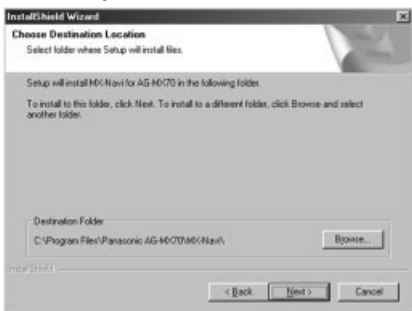 InstallShield Wizard
Choose Destination Location
Select folder where Setup will install files.
Setup will install MX-Navi for AG-MX70 in the following folder.
To install to this folder, click Next. To install to a different folder, click Browse and select
another folder.
Destination Folder
C:\Program Files\Panasonic AG-MX70\MX-Navi\
Browse...
InstallShield
< Back
Next >
Cancel